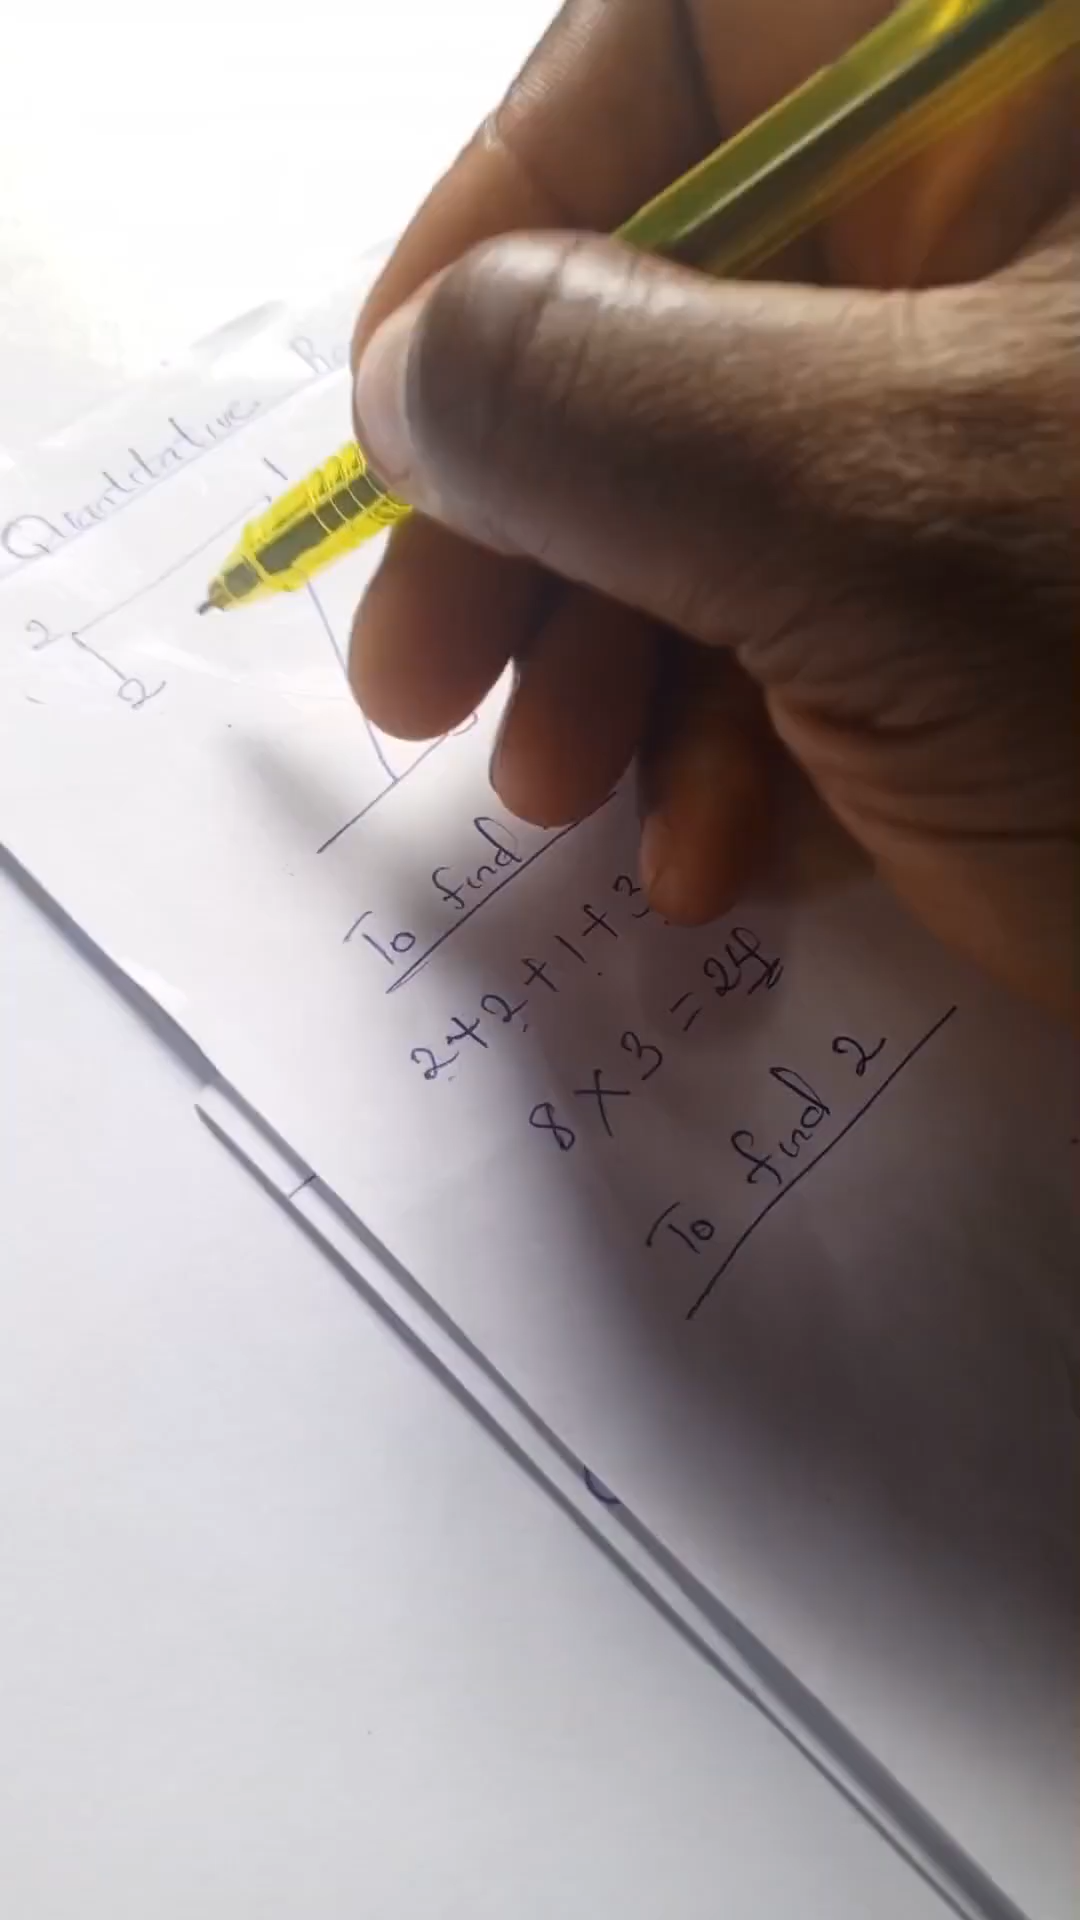 Quantitative
1
2
2
To find
2+2+1+3
8 × 3 = 24
To find 2